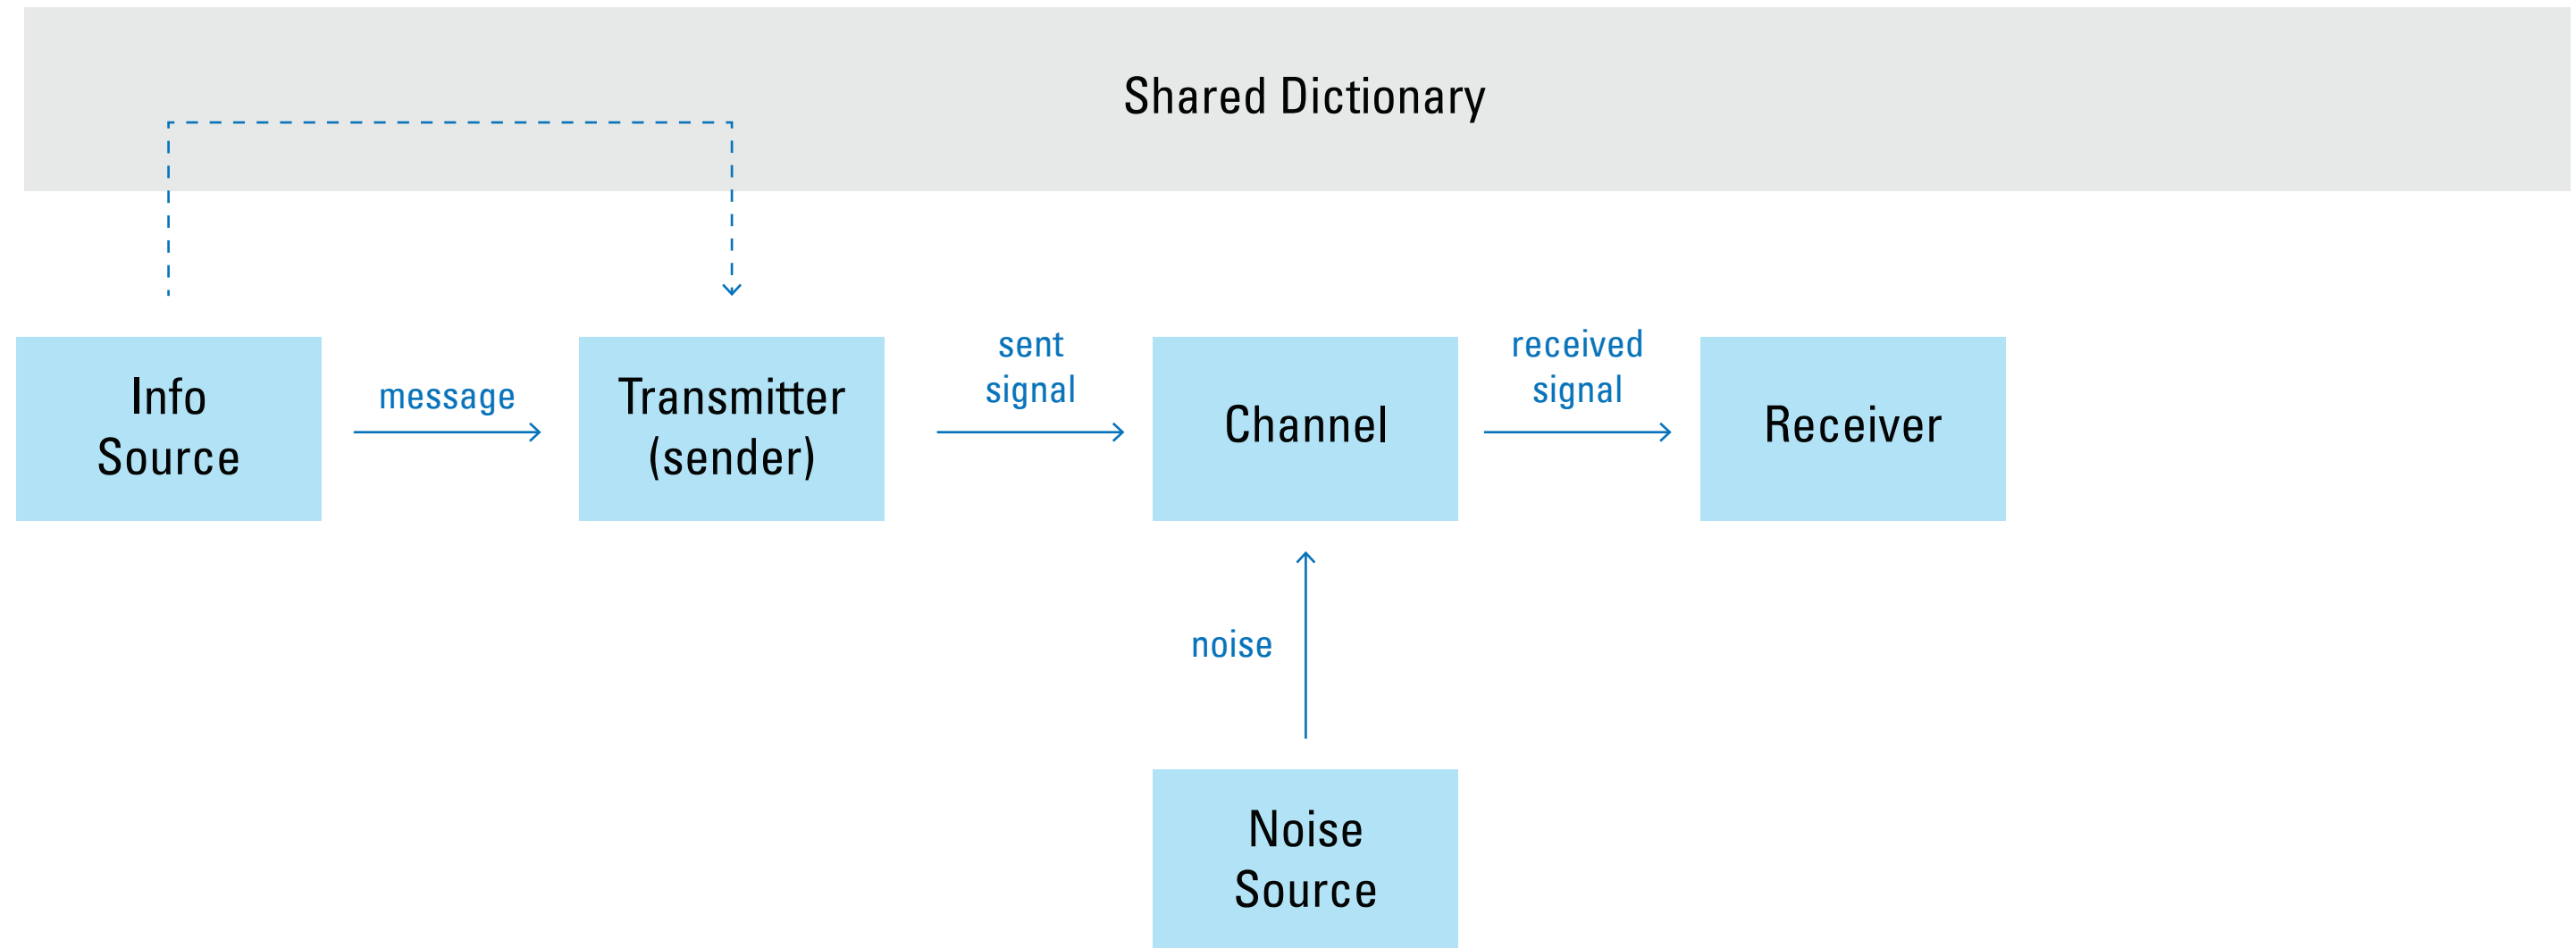 Shared Dictionary
Info
Source
message
Transmitter
(sender)
sent
signal
Channel
received
signal
Receiver
noise
Noise
Source